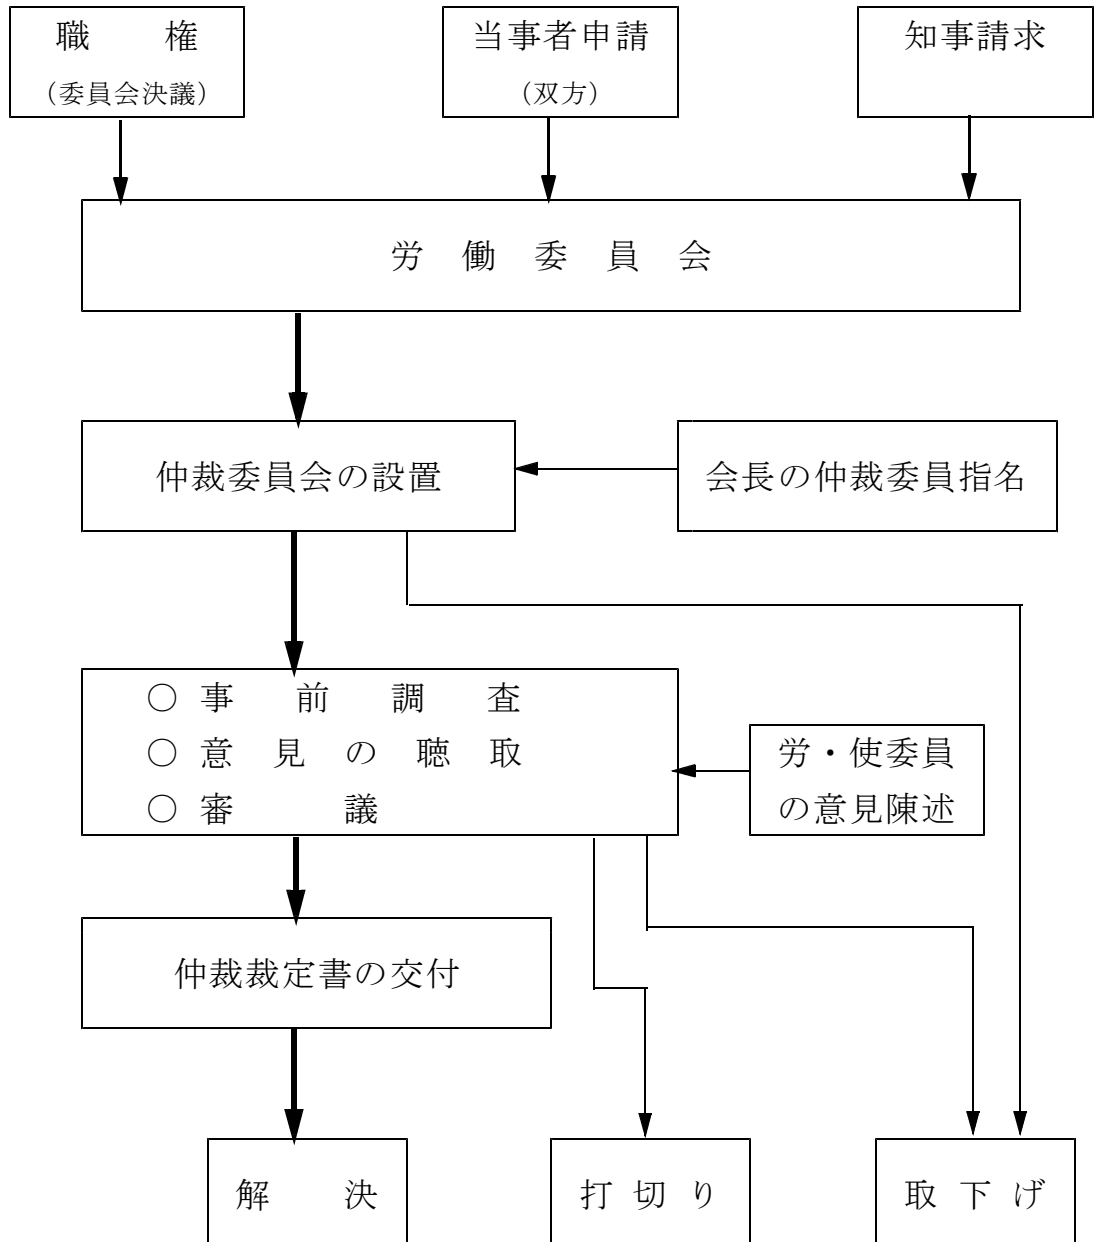 職　　権
（委員会決議）
当事者申請
（双方）
知事請求
労　働　委　員　会
仲裁委員会の設置
会長の仲裁委員指名
○ 事　前　調　査
○ 意　見　の　聴　取
○ 審　　　議
労・使委員
の意見陳述
仲裁裁定書の交付
解　　決
打 切 り
取 下 げ